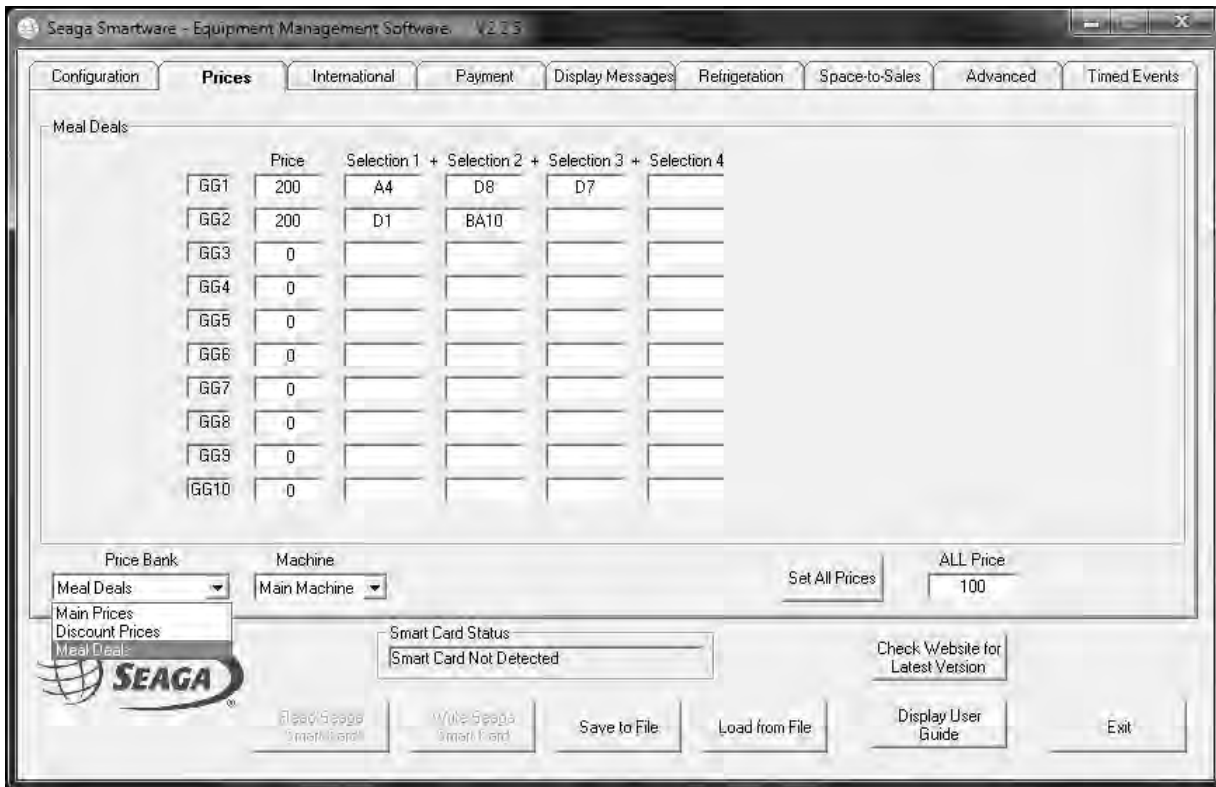 Seaga Smartware - Equipment Management Software V2.2.5
Configuration Prices International Payment Display Messages Refrigeration Space-to-Sales Advanced Timed Events
Meal Deals
Price Selection 1 + Selection 2 + Selection 3 + Selection 4
GG1 200 A4 D8 D7
GG2 200 D1 BA10
GG3 0
GG4 0
GG5 0
GG6 0
GG7 0
GG8 0
GG9 0
GG10 0
Price Bank Machine ALL Price
Meal Deals Main Machine Set All Prices 100
Main Prices
Discount Prices
Meal Deals
Smart Card Status
Smart Card Not Detected
Check Website for
Latest Version
SEAGA
®
Read Seaga
Smart Card
Write Seaga
Smart Card
Save to File
Load from File
Display User
Guide
Exit